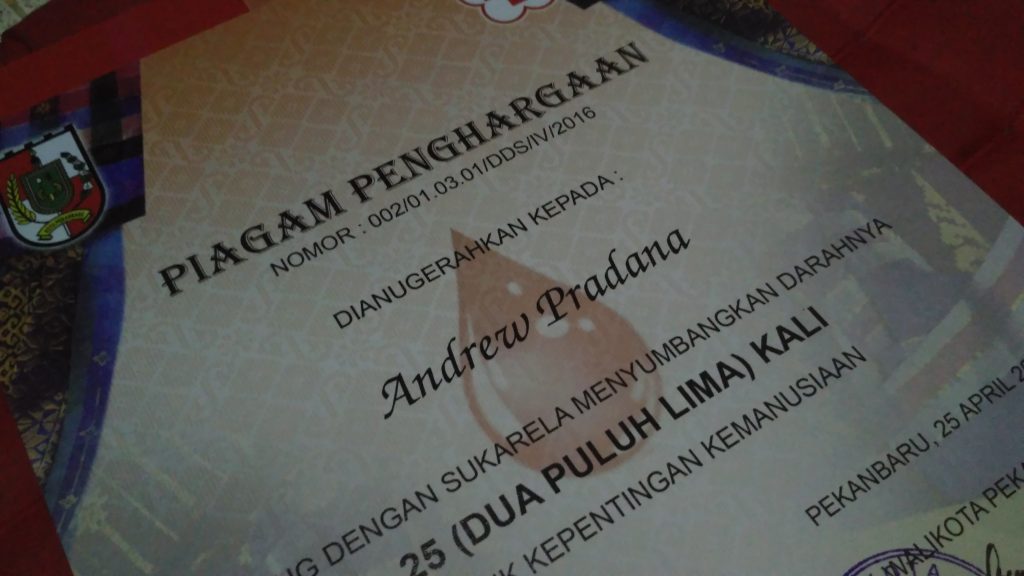 PIAGAM PENGHARGAAN
NOMOR : 002/01.03.01/DDS/IV/2016
DIANUGERAHKAN KEPADA :
Andrew Pradana
DENGAN SUKARELA MENYUMBANGKAN DARAHNYA
25 (DUA PULUH LIMA) KALI
KEPENTINGAN KEMANUSIAAN
PEKANBARU, 25 APRIL
WALIKOTA